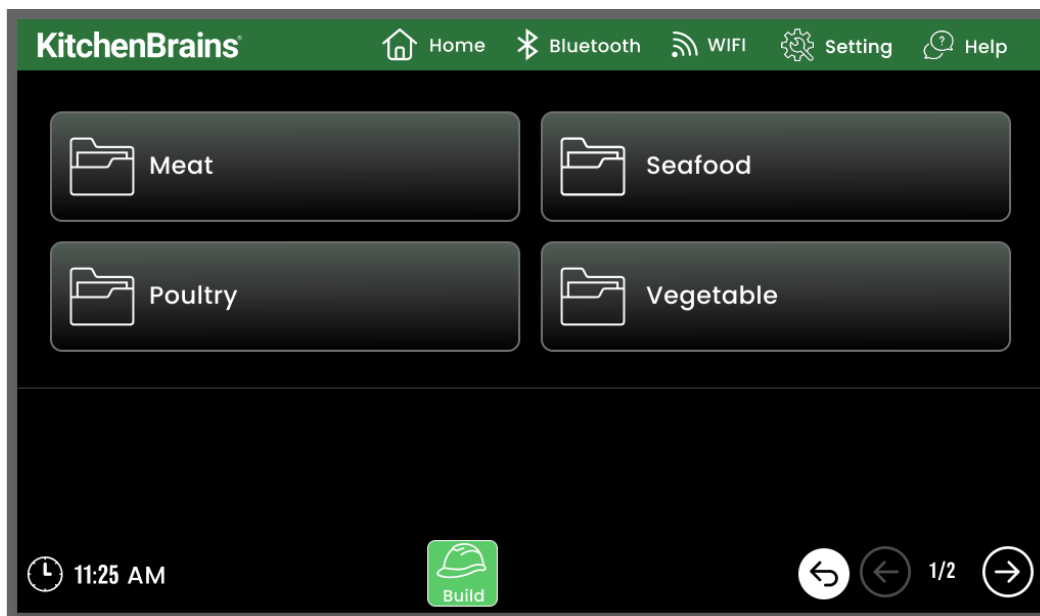 KitchenBrains® Home Bluetooth WIFI Setting ? Help
Meat Seafood
Poultry Vegetable
11:25 AM Build 1/2